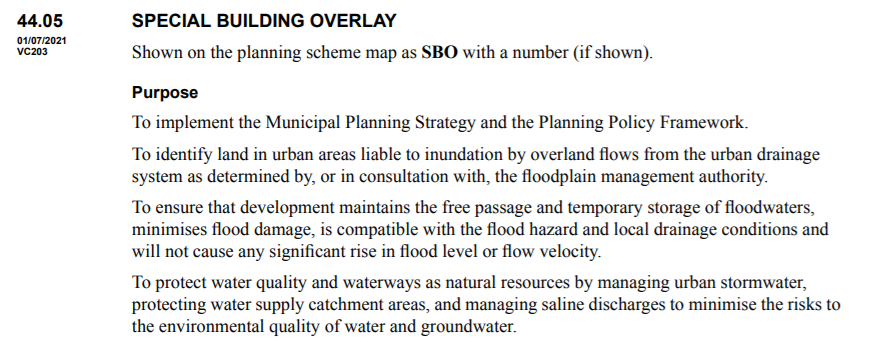 44.05 SPECIAL BUILDING OVERLAY
01/07/2021
VC203
Shown on the planning scheme map as SBO with a number (if shown).
Purpose
To implement the Municipal Planning Strategy and the Planning Policy Framework.
To identify land in urban areas liable to inundation by overland flows from the urban drainage
system as determined by, or in consultation with, the floodplain management authority.
To ensure that development maintains the free passage and temporary storage of floodwaters,
minimises flood damage, is compatible with the flood hazard and local drainage conditions and
will not cause any significant rise in flood level or flow velocity.
To protect water quality and waterways as natural resources by managing urban stormwater,
protecting water supply catchment areas, and managing saline discharges to minimise the risks to
the environmental quality of water and groundwater.